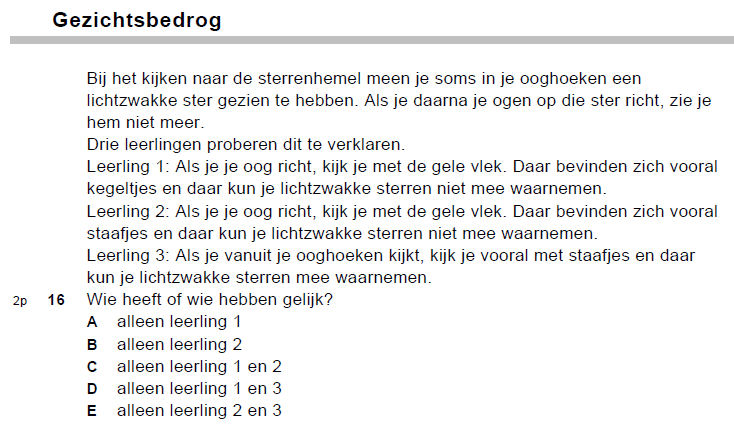 Gezichtsbedrog
Bij het kijken naar de sterrenhemel meen je soms in je ooghoeken een
lichtzwakke ster gezien te hebben. Als je daarna je ogen op die ster richt, zie je
hem niet meer.
Drie leerlingen proberen dit te verklaren.
Leerling 1: Als je je oog richt, kijk je met de gele vlek. Daar bevinden zich vooral
kegeltjes en daar kun je lichtzwakke sterren niet mee waarnemen.
Leerling 2: Als je je oog richt, kijk je met de gele vlek. Daar bevinden zich vooral
staafjes en daar kun je lichtzwakke sterren niet mee waarnemen.
Leerling 3: Als je vanuit je ooghoeken kijkt, kijk je vooral met staafjes en daar
kun je lichtzwakke sterren mee waarnemen.
2p 16 Wie heeft of wie hebben gelijk?
A alleen leerling 1
B alleen leerling 2
C alleen leerling 1 en 2
D alleen leerling 1 en 3
E alleen leerling 2 en 3